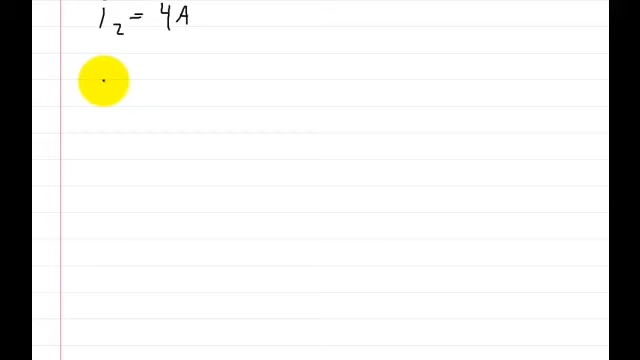 I₂ = 4A